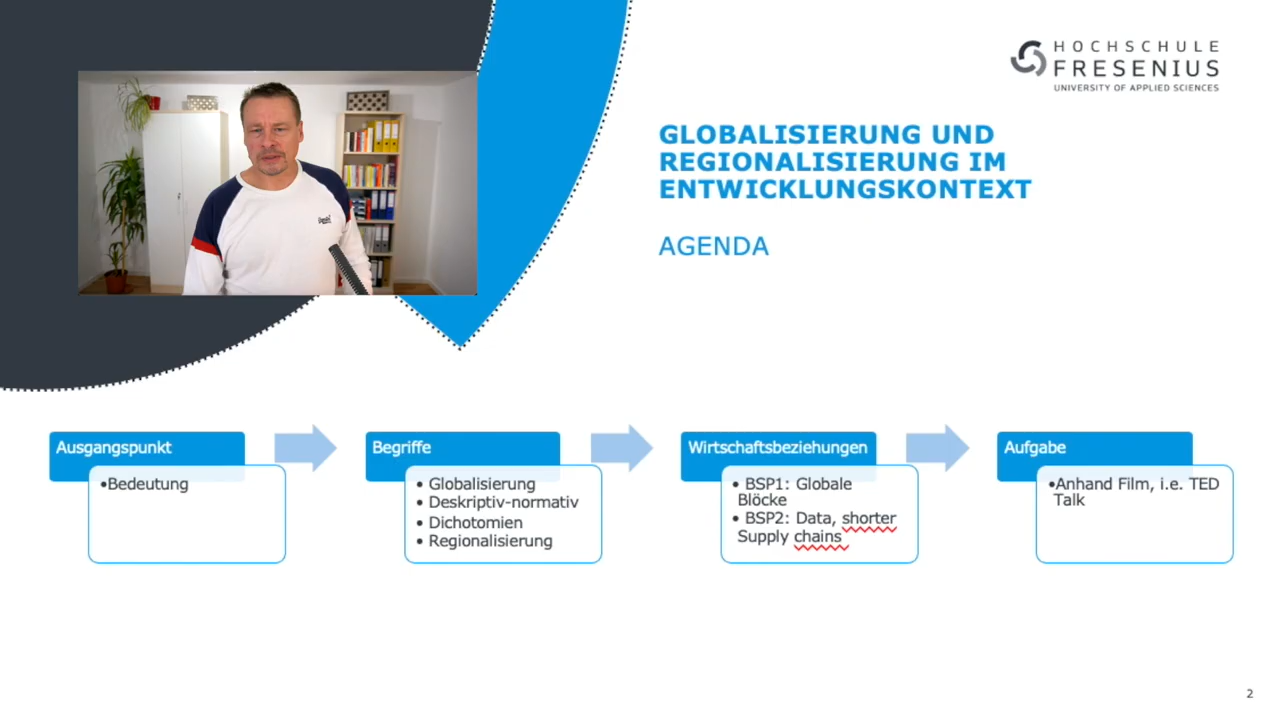 HOCHSCHULE
FRESENIUS
UNIVERSITY OF APPLIED SCIENCES
GLOBALISIERUNG UND
REGIONALISIERUNG IM
ENTWICKLUNGSKONTEXT
AGENDA
Ausgangspunkt
•Bedeutung
Begriffe
• Globalisierung
• Deskriptiv-normativ
• Dichotomien
• Regionalisierung
Wirtschaftsbeziehungen
• BSP1: Globale
Blöcke
• BSP2: Data, shorter
Supply chains
Aufgabe
•Anhand Film, i.e. TED
Talk
2